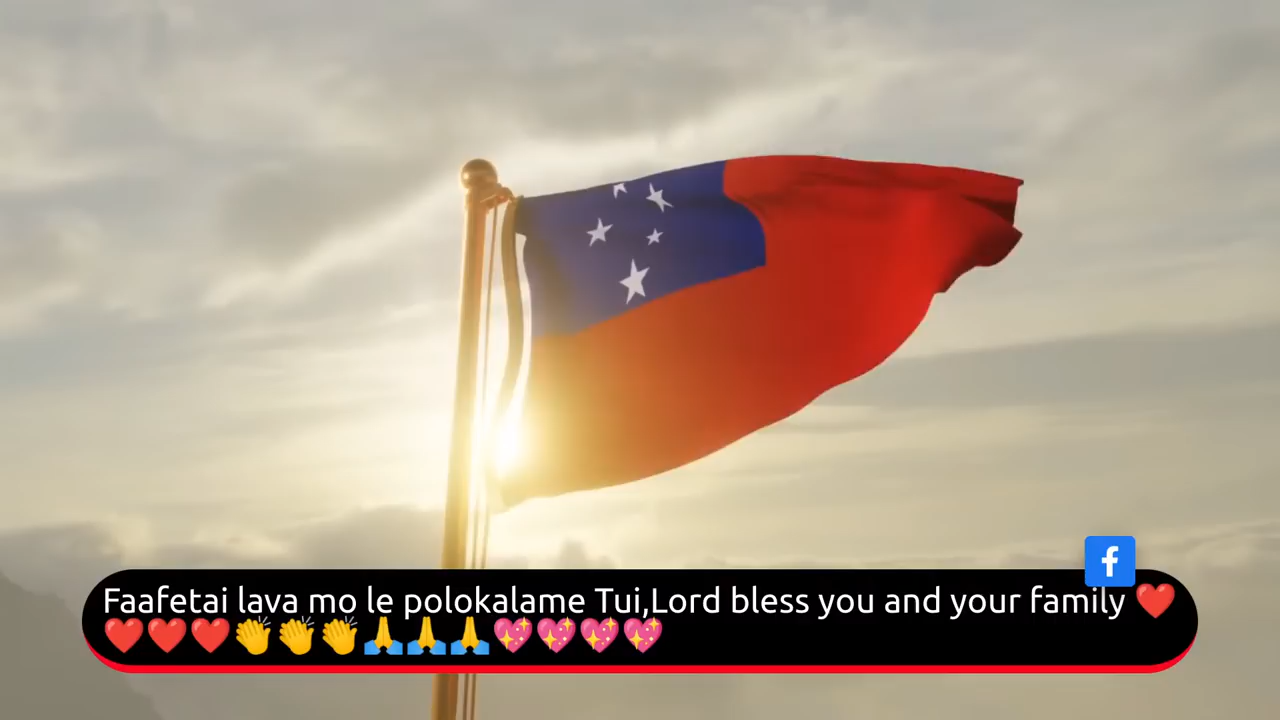 Faafetai lava mo le polokalame Tui,Lord bless you and your family ❤️
❤️❤️❤️👏👏👏🙏🙏🙏💖💖💖💖